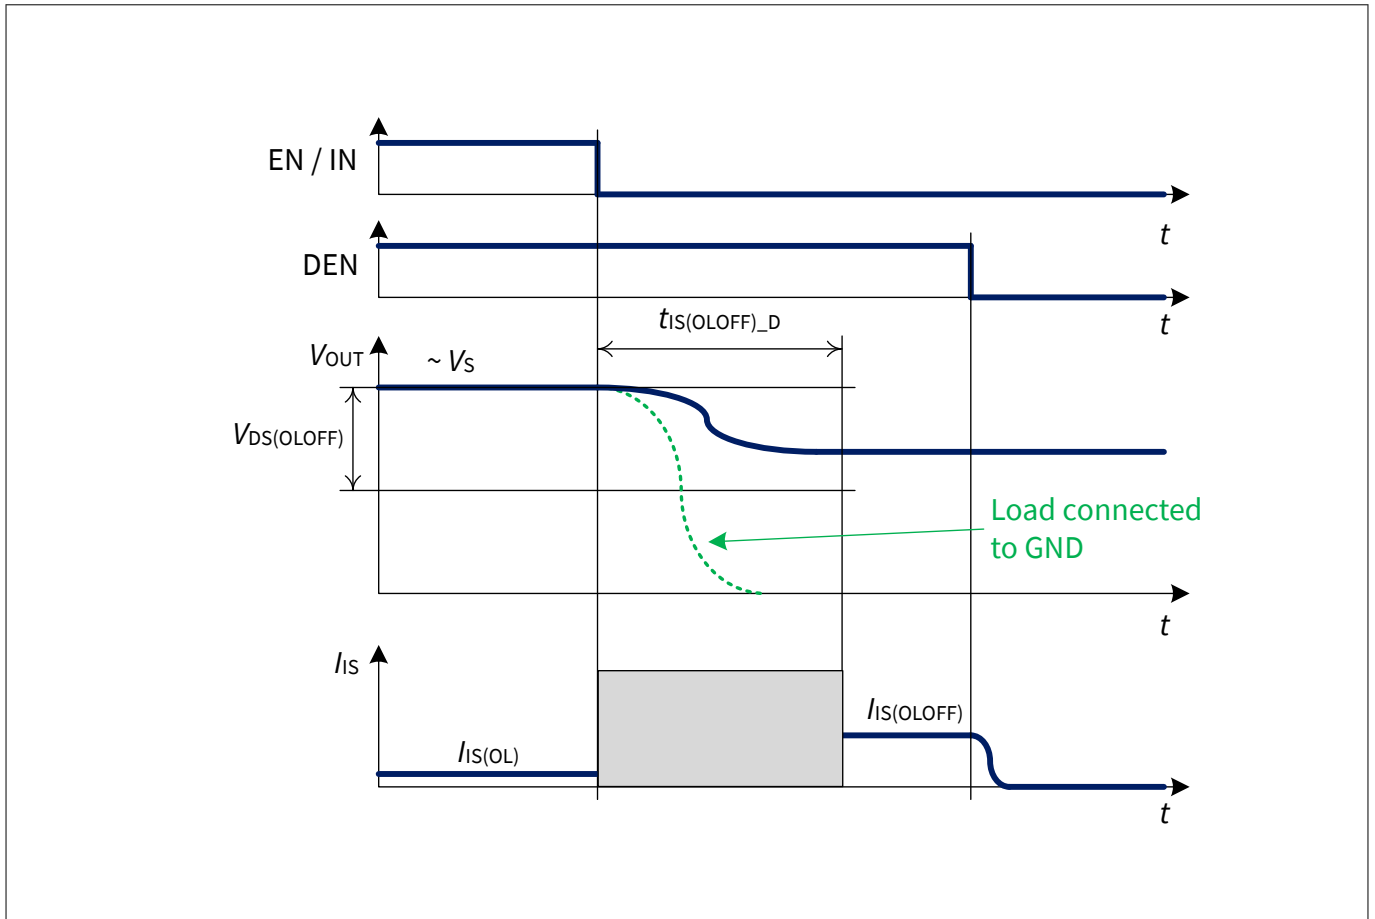 EN / IN
t
DEN
t
tIS(OLOFF)_D
VOUT
~ VS
VDS(OLOFF)
Load connected
to GND
t
IIS
IIS(OLOFF)
IIS(OL)
t